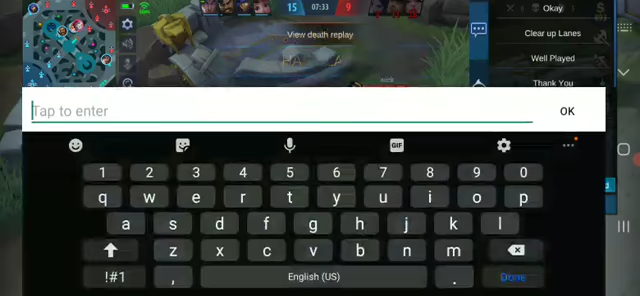 15 07:33 9
Okay
View death replay
Clear up Lanes
Well Played
Thank You
Tap to enter
OK
GIF
1 2 3 4 5 6 7 8 9 0
q w e r t y u i o p
a s d f g h j k l
z x c v b n m
!#1 , English (US) . Done